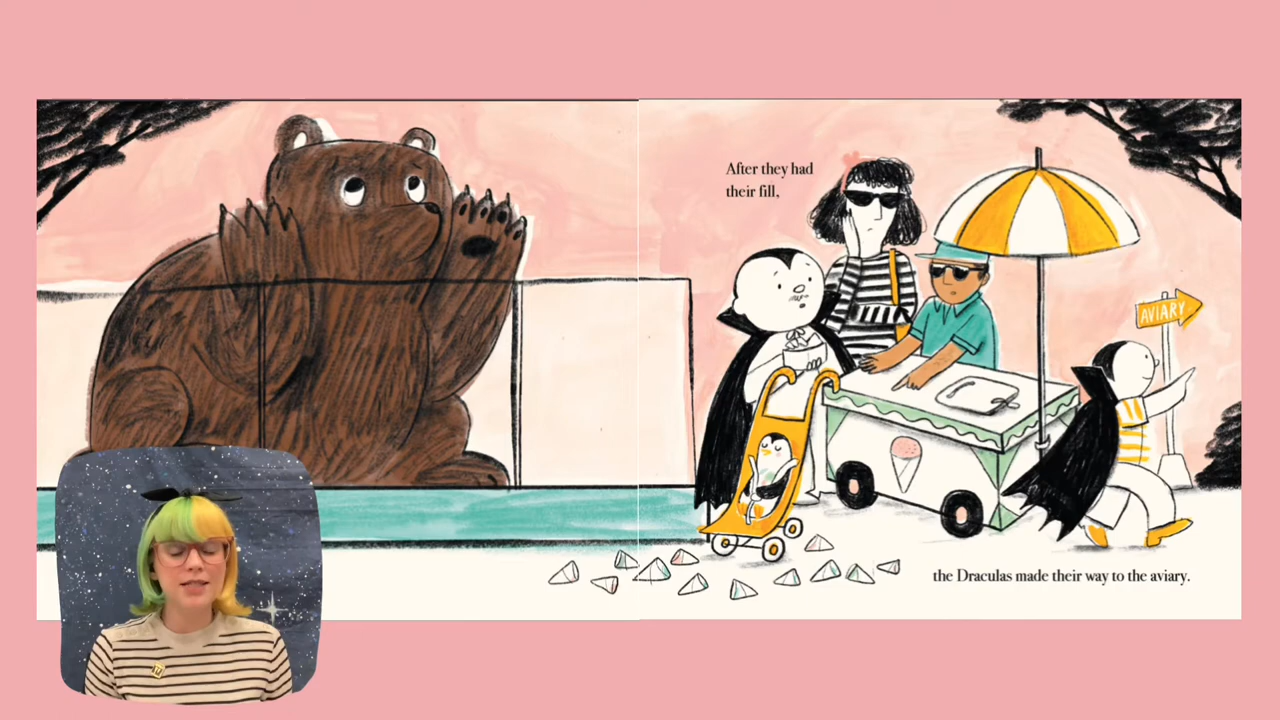 After they had
their fill,
AVIARY
the Draculas made their way to the aviary.